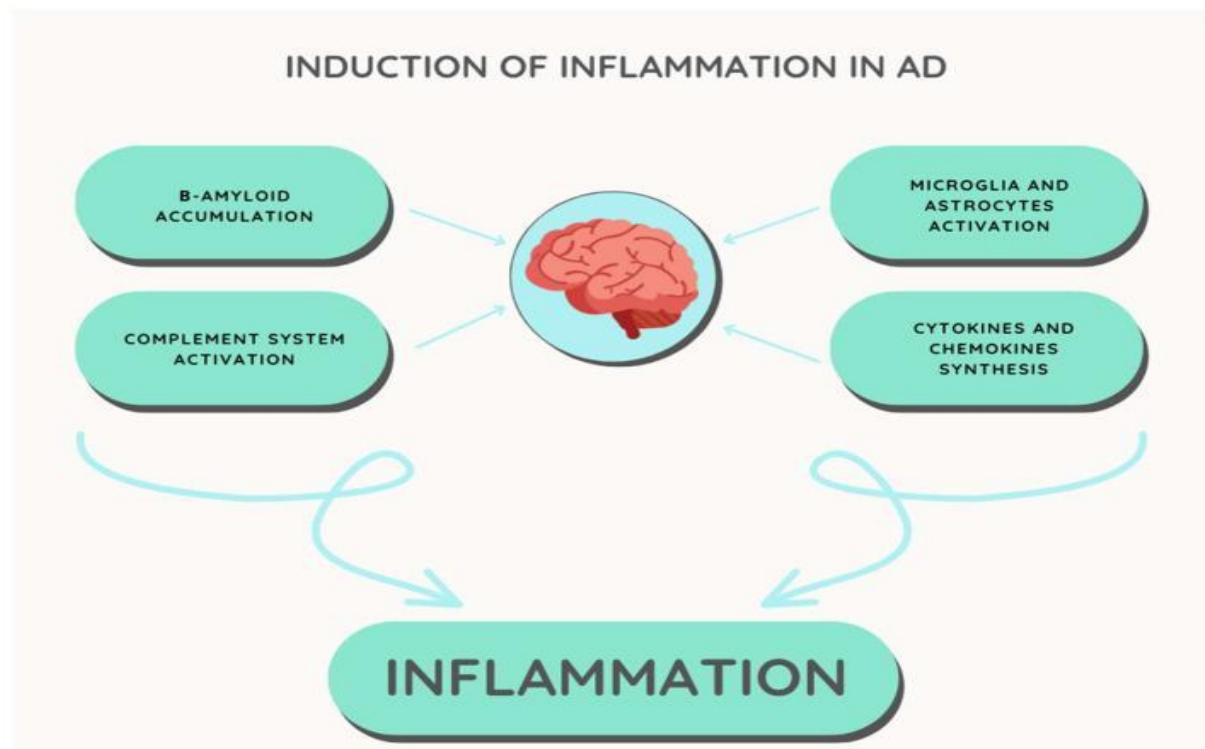 INDUCTION OF INFLAMMATION IN AD
B-AMYLOID
ACCUMULATION
COMPLEMENT SYSTEM
ACTIVATION
MICROGLIA AND
ASTROCYTES
ACTIVATION
CYTOKINES AND
CHEMOKINES
SYNTHESIS
INFLAMMATION